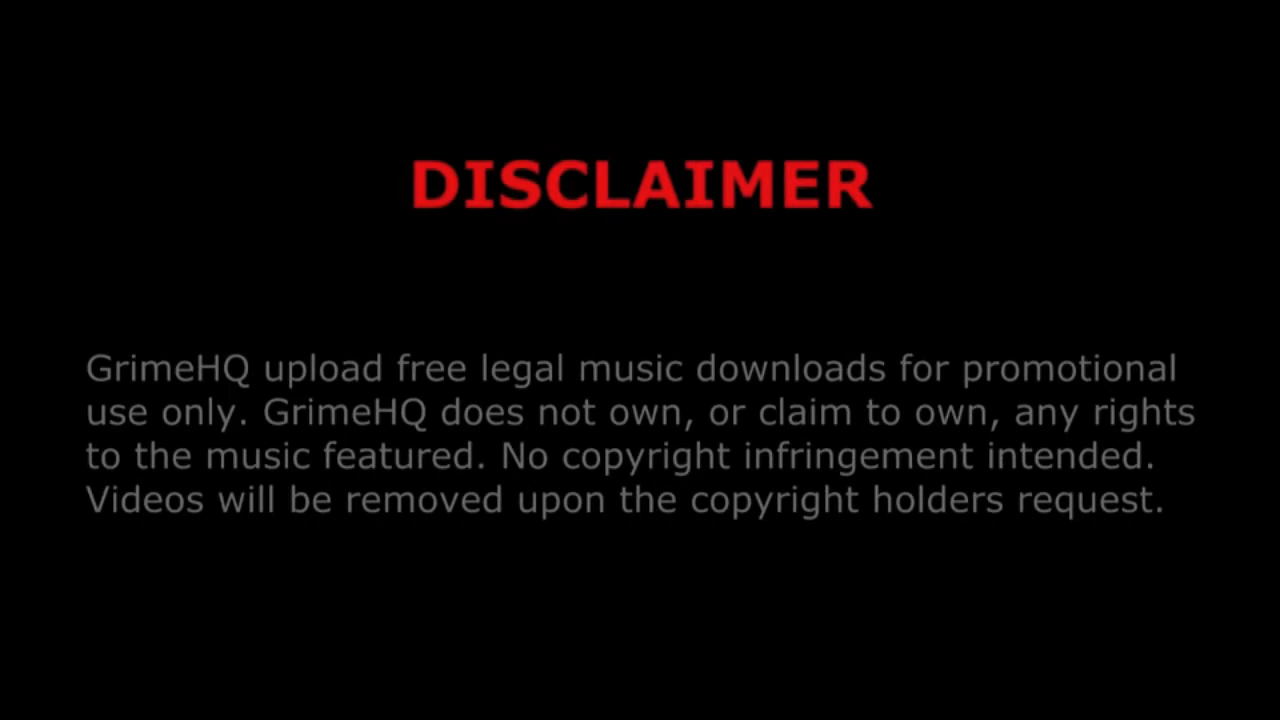 DISCLAIMER
GrimeHQ upload free legal music downloads for promotional
use only. GrimeHQ does not own, or claim to own, any rights
to the music featured. No copyright infringement intended.
Videos will be removed upon the copyright holders request.